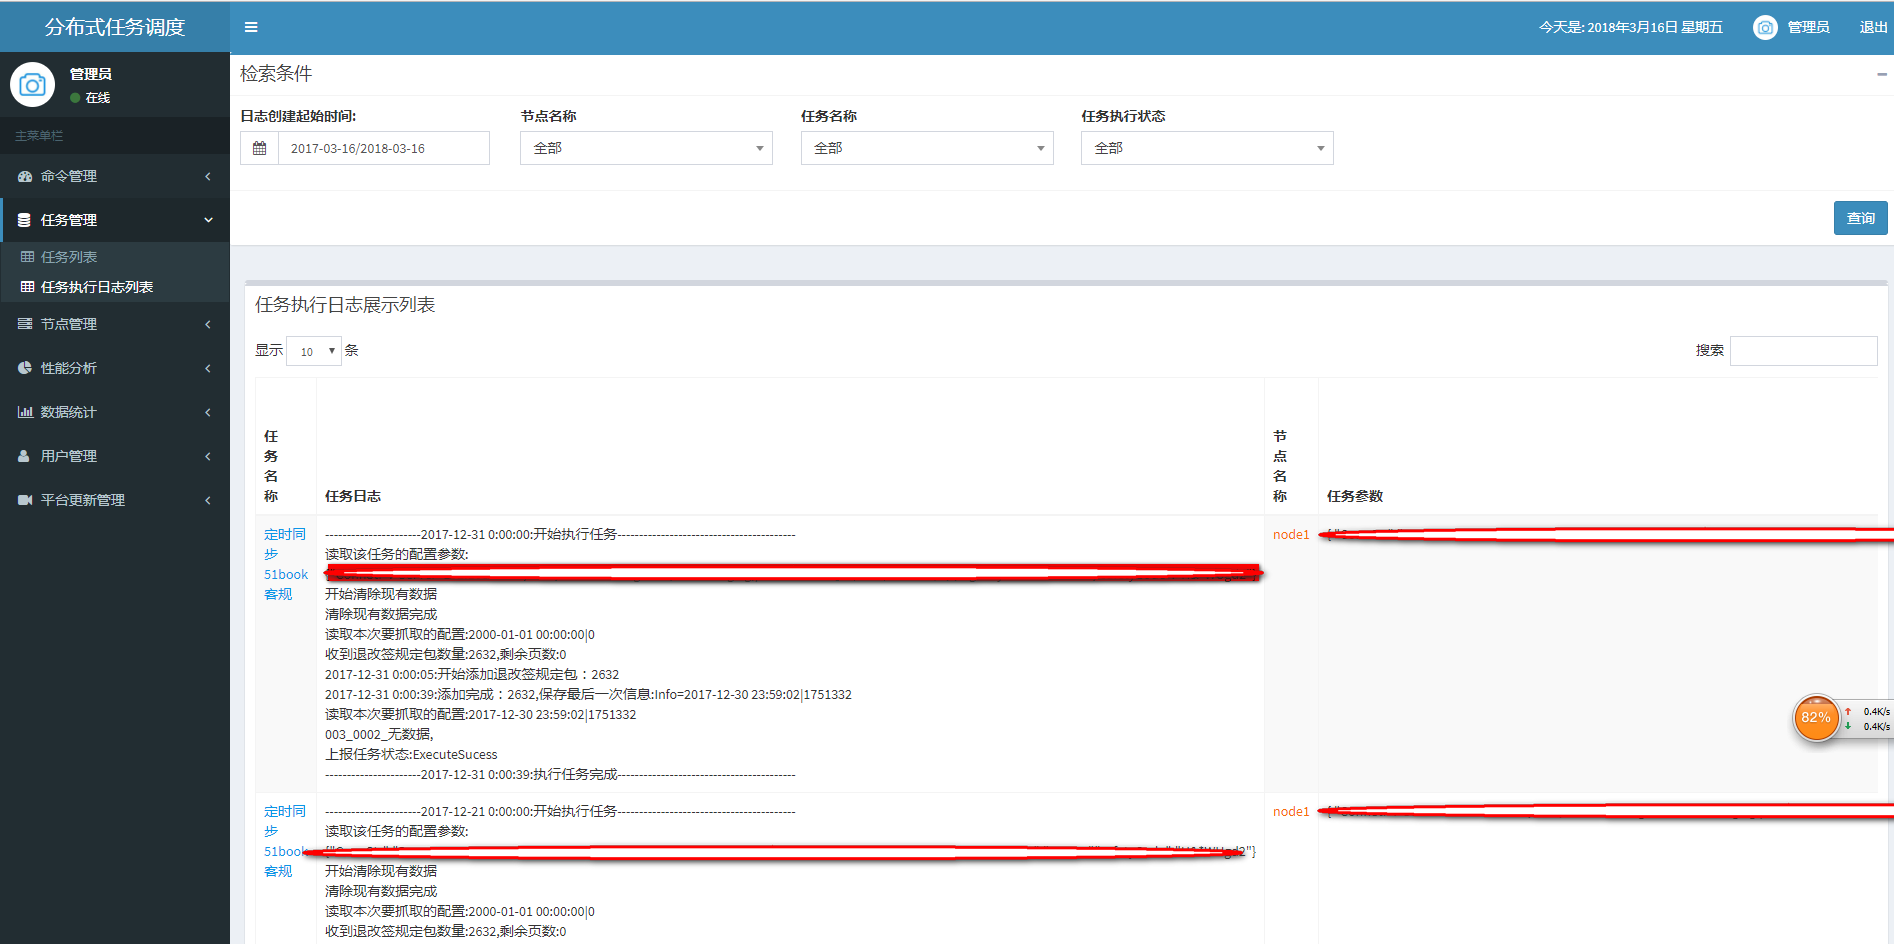 分布式任务调度
今天是: 2018年3月16日 星期五
管理员
退出
管理员
在线
主菜单栏
命令管理
任务管理
任务列表
任务执行日志列表
节点管理
性能分析
数据统计
用户管理
平台更新管理
检索条件
日志创建起始时间:
节点名称
任务名称
任务执行状态
2017-03-16/2018-03-16
全部
全部
全部
查询
任务执行日志展示列表
显示 10 条
搜索
任务名称
任务日志
节点名称
任务参数
定时同步51book客规
----------------------2017-12-31 0:00:00:开始执行任务-----------------------------------------
读取该任务的配置参数:
开始清除现有数据
清除现有数据完成
读取本次要抓取的配置:2000-01-01 00:00:00|0
收到退改签规定包数量:2632,剩余页数:0
2017-12-31 0:00:05:开始添加退改签规定包：2632
2017-12-31 0:00:39:添加完成：2632,保存最后一次信息:Info=2017-12-30 23:59:02|1751332
读取本次要抓取的配置:2017-12-30 23:59:02|1751332
003_0002_无数据,
上报任务状态:ExecuteSucess
----------------------2017-12-31 0:00:39:执行任务完成-----------------------------------------
node1
定时同步51book客规
----------------------2017-12-21 0:00:00:开始执行任务-----------------------------------------
读取该任务的配置参数:
开始清除现有数据
清除现有数据完成
读取本次要抓取的配置:2000-01-01 00:00:00|0
收到退改签规定包数量:2632,剩余页数:0
node1
82%
0.4K/s
0.4K/s